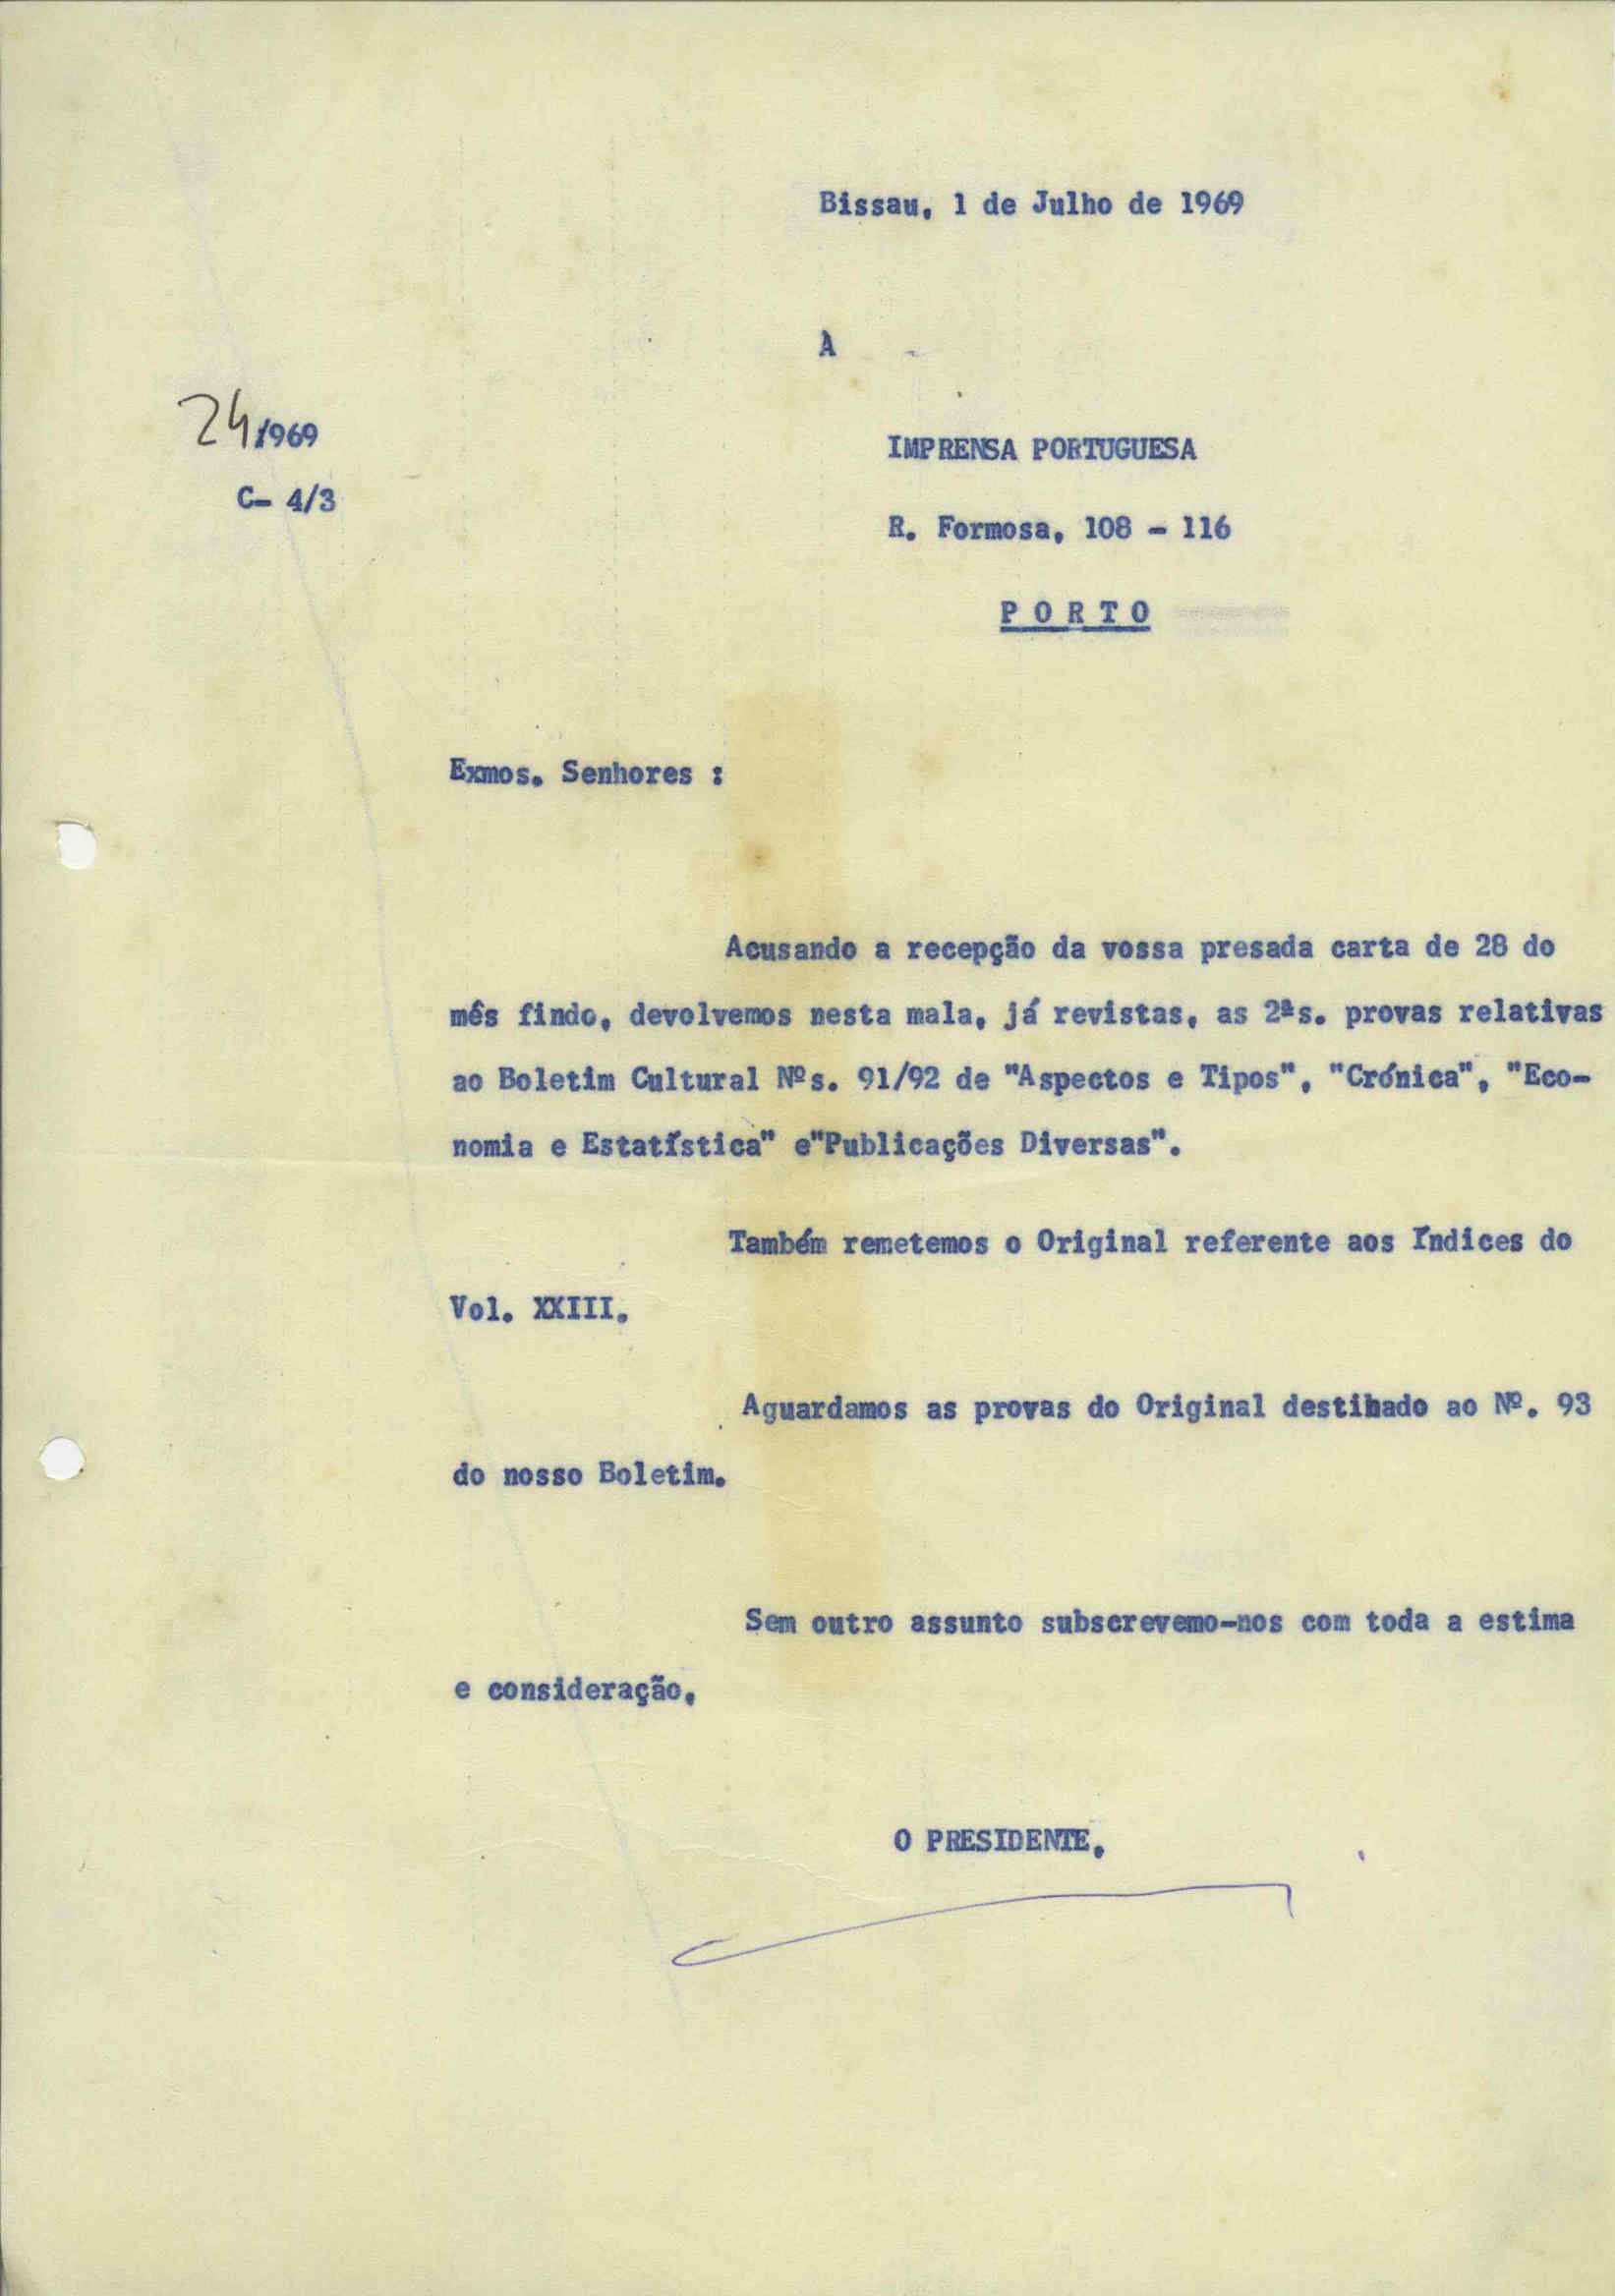 Bissau, 1 de Julho de 1969
A
24/969
C- 4/3
IMPRENSA PORTUGUESA
R. Formosa, 108 - 116
PORTO
Exmos. Senhores :
Acusando a recepção da vossa presada carta de 28 do
mês findo, devolvemos nesta mala, já revistas, as 2ªs. provas relativas
ao Boletim Cultural Nºs. 91/92 de "Aspectos e Tipos", "Crónica", "Eco-
nomia e Estatística" e"Publicações Diversas".
Também remetemos o Original referente aos Índices do
Vol. XXIII.
Aguardamos as provas do Original destinado ao Nº. 93
do nosso Boletim.
Sem outro assunto subscrevemo-nos com toda a estima
e consideração,
O PRESIDENTE,